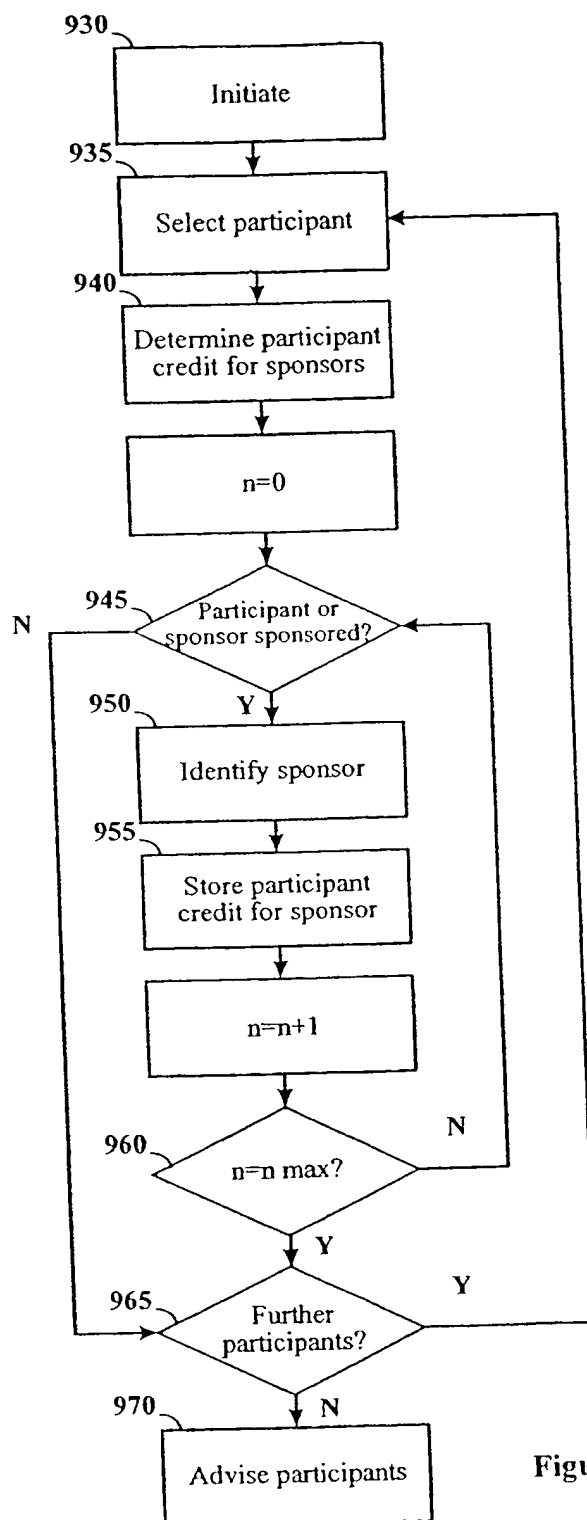 930
Initiate
935
Select participant
940
Determine participant
credit for sponsors
n=0
945
N
Participant or
sponsor sponsored?
Y
950
Identify sponsor
955
Store participant
credit for sponsor
n=n+1
960
N
n=n max?
Y
965
Y
Further
participants?
N
970
Advise participants